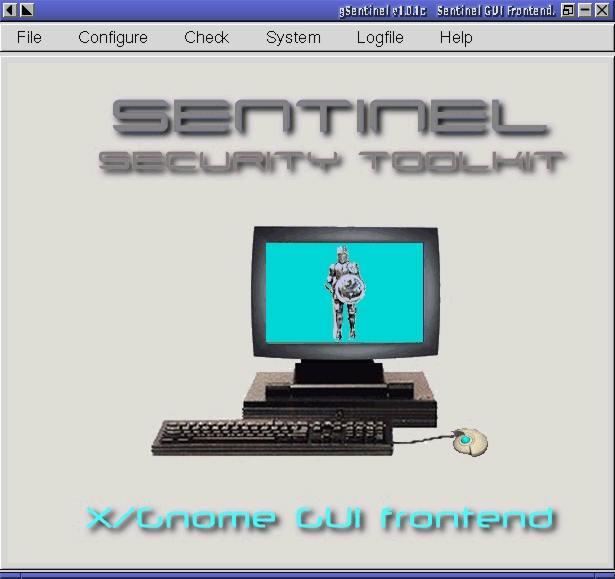 gSentinel v1.0.1c Sentinel GUI Frontend.
File Configure Check System Logfile Help
SENTINEL
SECURITY TOOLKIT
X/Gnome GUI frontend